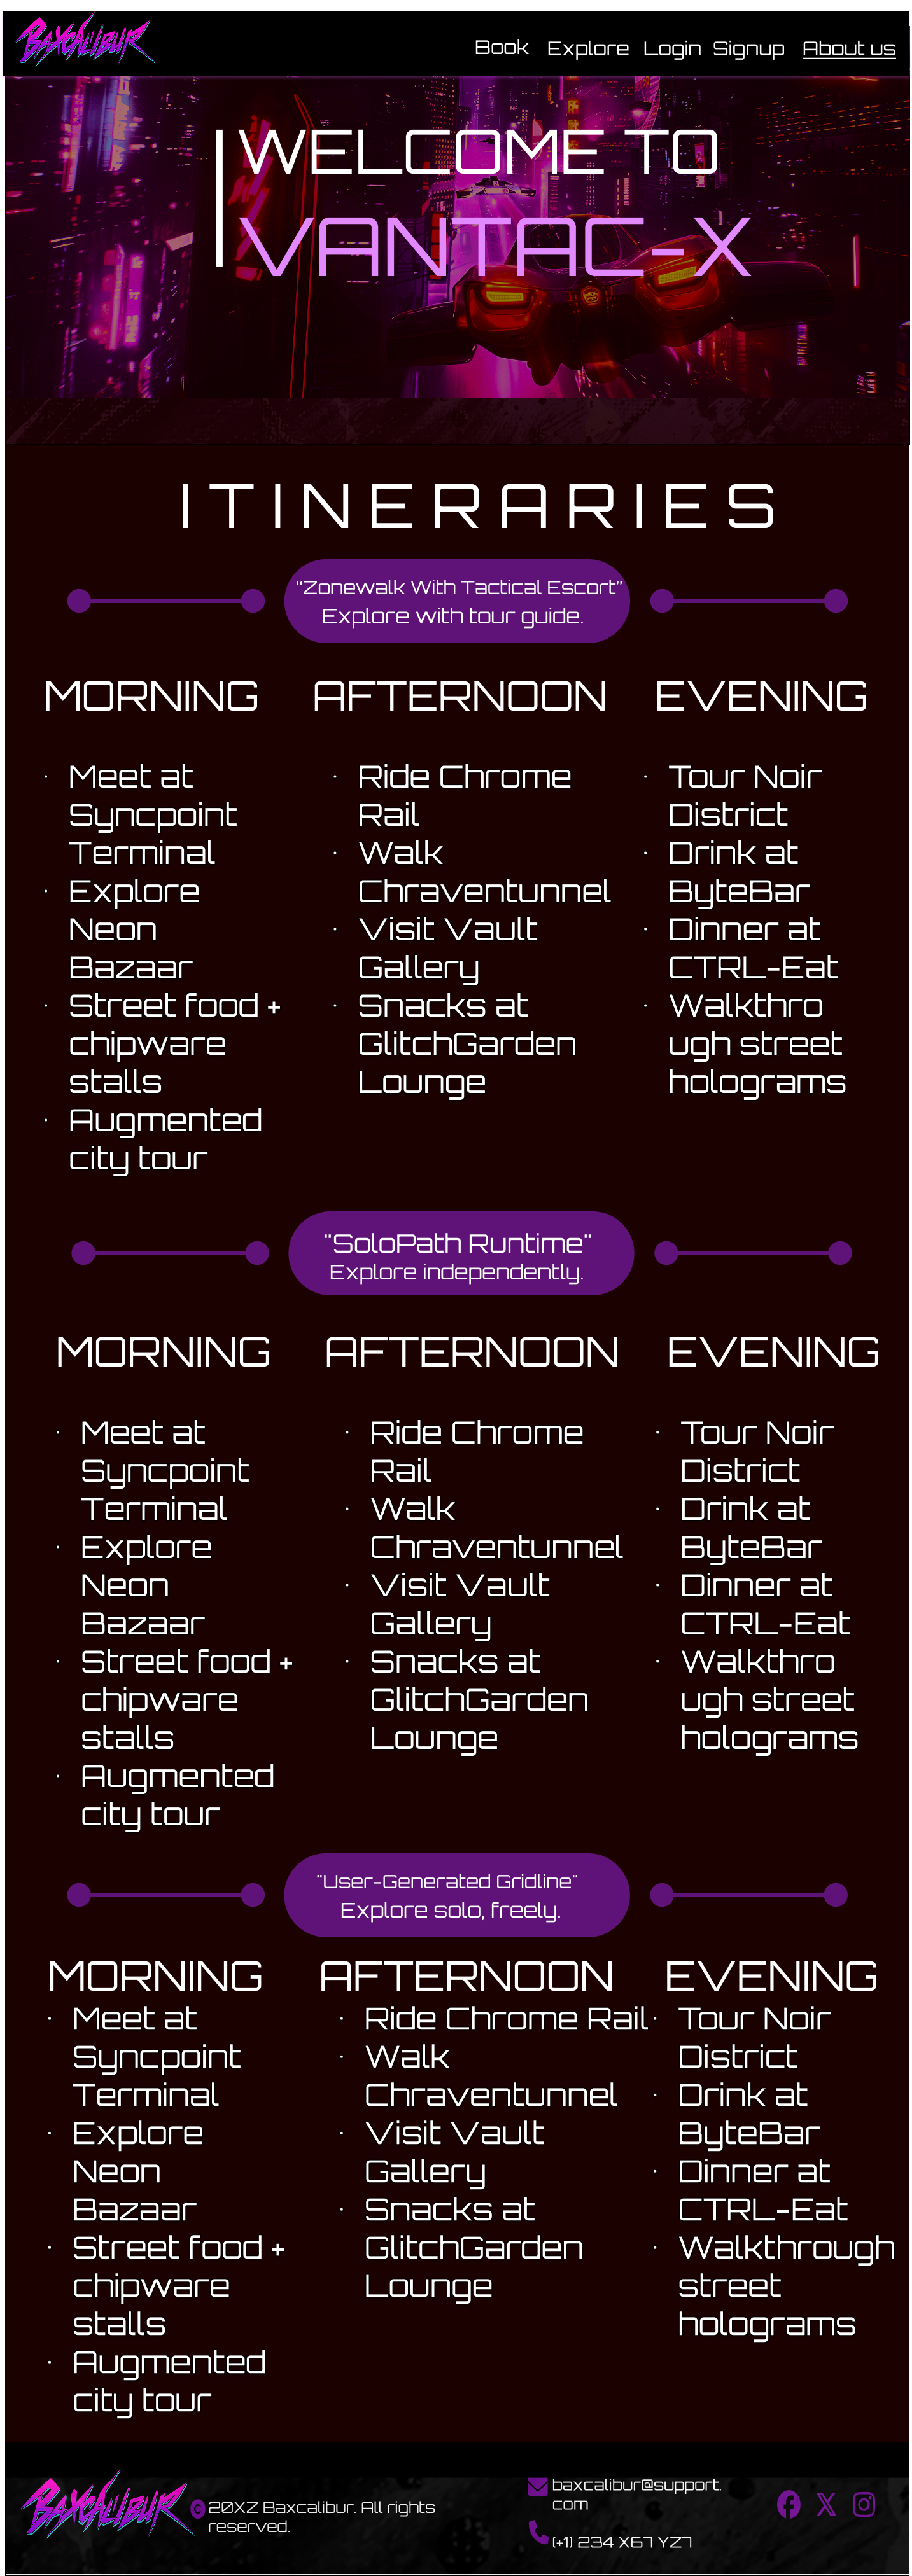 BAXCALIBUR
Book Explore Login Signup About us
WELCOME TO
VANTAC-X
ITINERARIES
"Zonewalk With Tactical Escort"
Explore with tour guide.
MORNING
· Meet at
Syncpoint
Terminal
· Explore
Neon
Bazaar
· Street food +
chipware
stalls
· Augmented
city tour
AFTERNOON
· Ride Chrome
Rail
· Walk
Chraventunnel
· Visit Vault
Gallery
· Snacks at
GlitchGarden
Lounge
EVENING
· Tour Noir
District
· Drink at
ByteBar
· Dinner at
CTRL-Eat
· Walkthro
ugh street
holograms
"SoloPath Runtime"
Explore independently.
MORNING
· Meet at
Syncpoint
Terminal
· Explore
Neon
Bazaar
· Street food +
chipware
stalls
· Augmented
city tour
AFTERNOON
· Ride Chrome
Rail
· Walk
Chraventunnel
· Visit Vault
Gallery
· Snacks at
GlitchGarden
Lounge
EVENING
· Tour Noir
District
· Drink at
ByteBar
· Dinner at
CTRL-Eat
· Walkthro
ugh street
holograms
"User-Generated Gridline"
Explore solo, freely.
MORNING
· Meet at
Syncpoint
Terminal
· Explore
Neon
Bazaar
· Street food +
chipware
stalls
· Augmented
city tour
AFTERNOON
· Ride Chrome Rail
· Walk
Chraventunnel
· Visit Vault
Gallery
· Snacks at
GlitchGarden
Lounge
EVENING
· Tour Noir
District
· Drink at
ByteBar
· Dinner at
CTRL-Eat
· Walkthrough
street
holograms
BAXCALIBUR
© 20XZ Baxcalibur. All rights
reserved.
baxcalibur@support.
com
(+1) 234 X67 YZ7